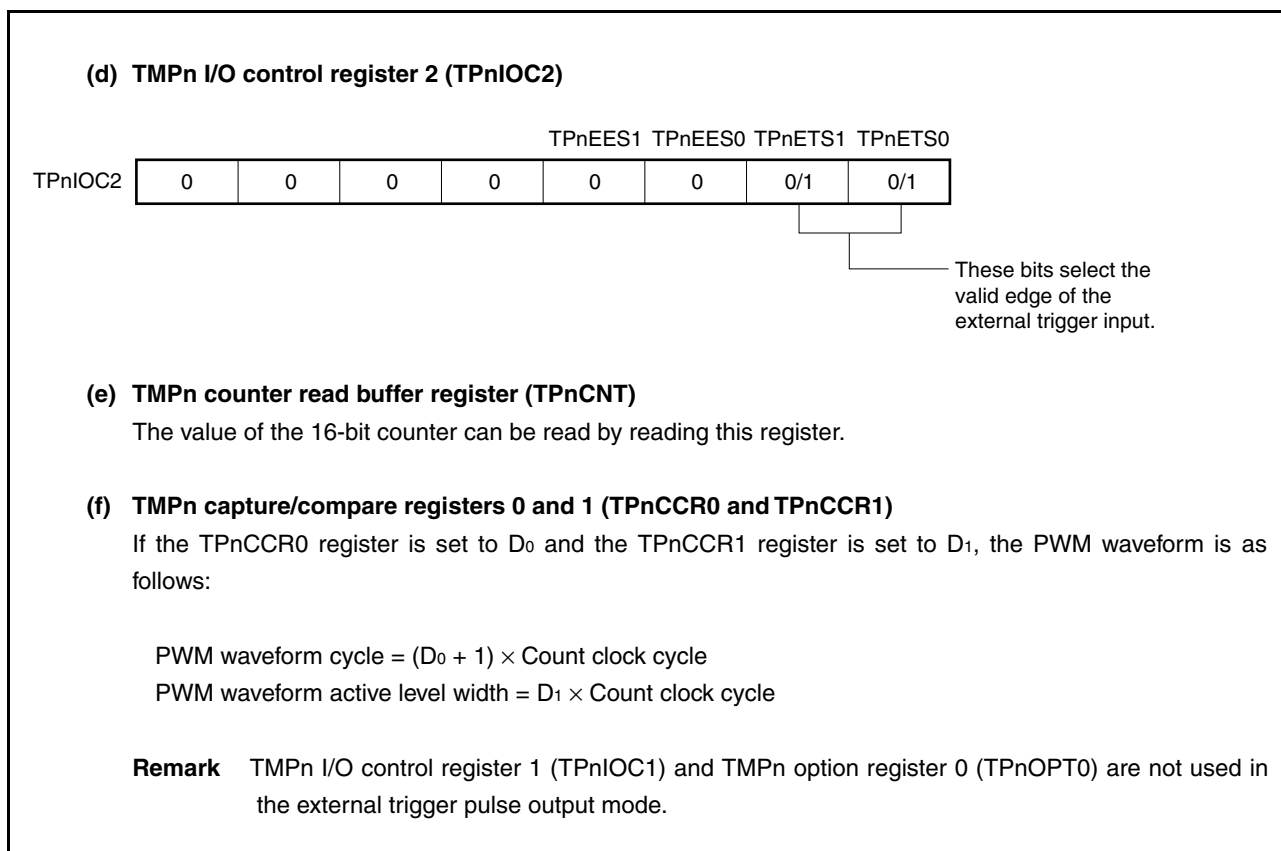 (d) TMPn I/O control register 2 (TPnIOC2)
TPnEES1 TPnEES0 TPnETS1 TPnETS0
TPnIOC2 0 0 0 0 0 0 0/1 0/1
These bits select the
valid edge of the
external trigger input.
(e) TMPn counter read buffer register (TPnCNT)
The value of the 16-bit counter can be read by reading this register.
(f) TMPn capture/compare registers 0 and 1 (TPnCCR0 and TPnCCR1)
If the TPnCCR0 register is set to D0 and the TPnCCR1 register is set to D1, the PWM waveform is as
follows:
PWM waveform cycle = (D0 + 1) × Count clock cycle
PWM waveform active level width = D1 × Count clock cycle
Remark TMPn I/O control register 1 (TPnIOC1) and TMPn option register 0 (TPnOPT0) are not used in
the external trigger pulse output mode.